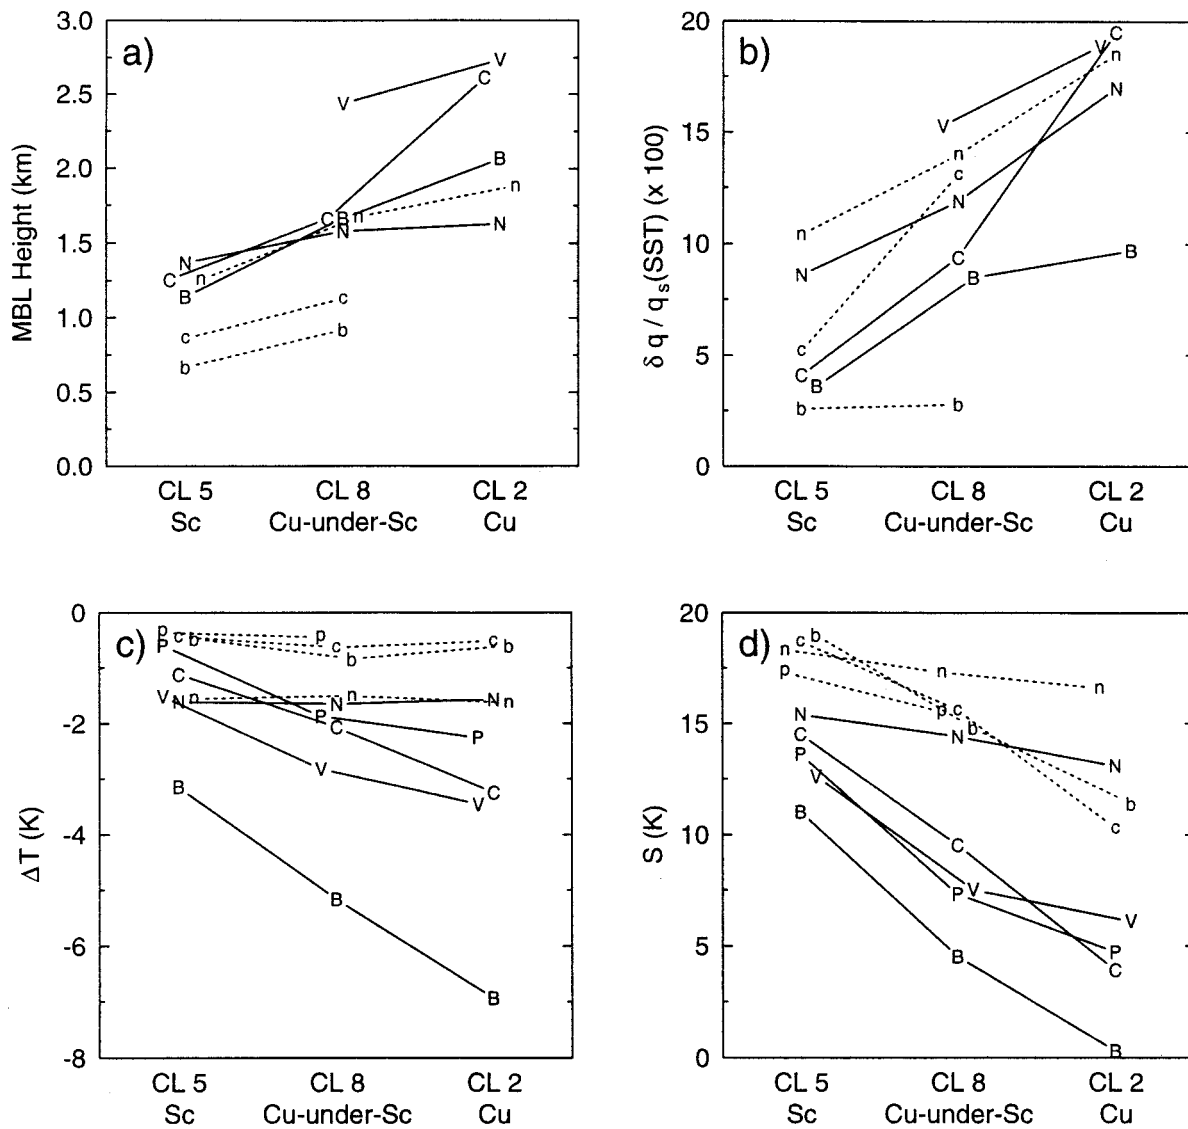 a)
MBL Height (km)
3.0
2.5
2.0
1.5
1.0
0.5
0.0
V
V
C
C
C
B
B
B
N
N
N
n
n
n
c
c
b
b
CL 5
Sc
CL 8
Cu-under-Sc
CL 2
Cu
b)
δ q / qs(SST) (x 100)
20
15
10
5
0
V
V
C
C
C
n
n
n
N
N
N
c
c
B
B
B
b
b
CL 5
Sc
CL 8
Cu-under-Sc
CL 2
Cu
c)
ΔT (K)
-0
-2
-4
-6
-8
p
p
c
c
c
b
b
b
P
P
P
C
C
C
V
V
V
N
N
N
n
n
n
B
B
B
CL 5
Sc
CL 8
Cu-under-Sc
CL 2
Cu
d)
S (K)
20
15
10
5
0
b
b
b
c
c
c
n
n
n
p
p
N
N
N
C
C
C
P
P
P
V
V
V
B
B
B
CL 5
Sc
CL 8
Cu-under-Sc
CL 2
Cu